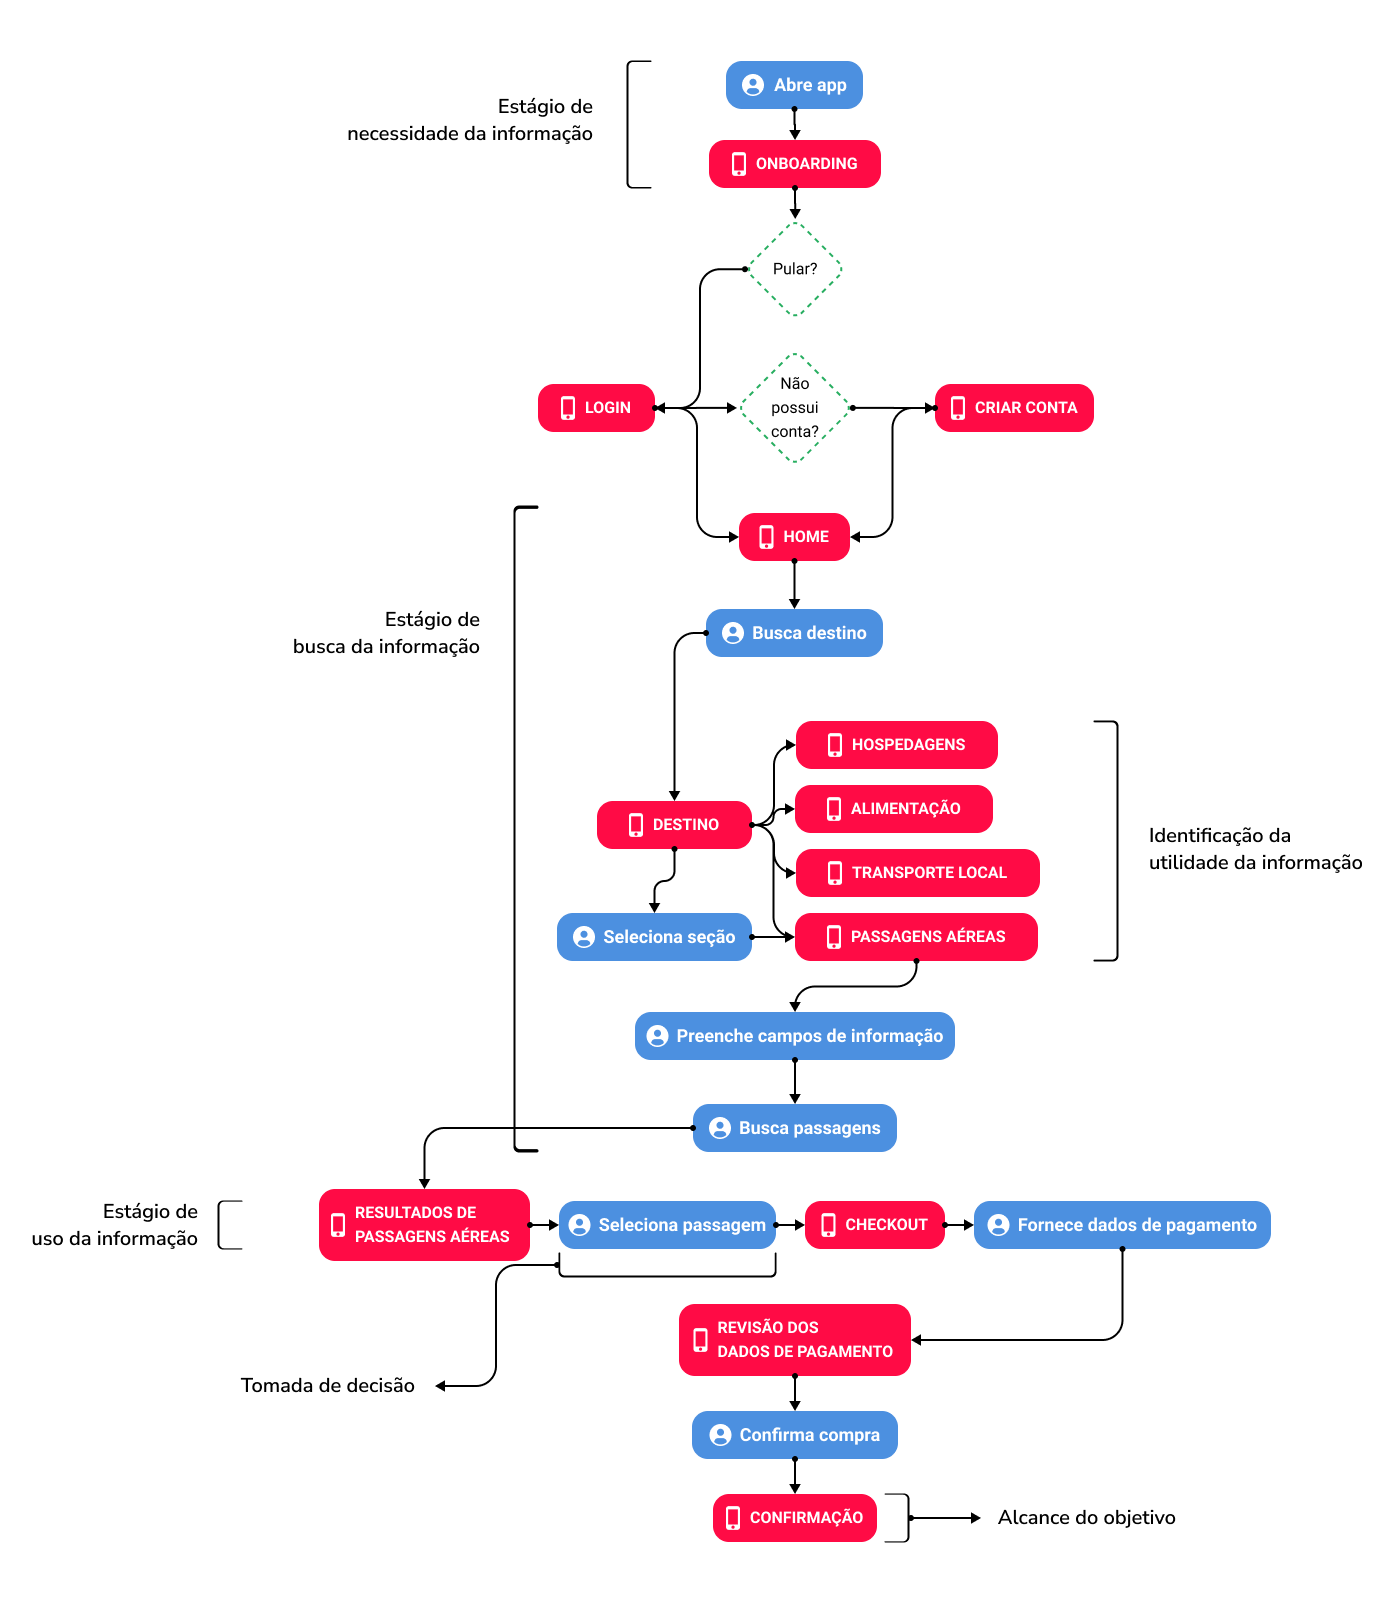 Abre app
Estágio de
necessidade da informação
ONBOARDING
Pular?
LOGIN
Não
possui
conta?
CRIAR CONTA
HOME
Estágio de
busca da informação
Busca destino
HOSPEDAGENS
ALIMENTAÇÃO
DESTINO
TRANSPORTE LOCAL
Identificação da
utilidade da informação
Seleciona seção
PASSAGENS AÉREAS
Preenche campos de informação
Busca passagens
Estágio de
uso da informação
RESULTADOS DE
PASSAGENS AÉREAS
Seleciona passagem
CHECKOUT
Fornece dados de pagamento
REVISÃO DOS
DADOS DE PAGAMENTO
Tomada de decisão
Confirma compra
CONFIRMAÇÃO
Alcance do objetivo